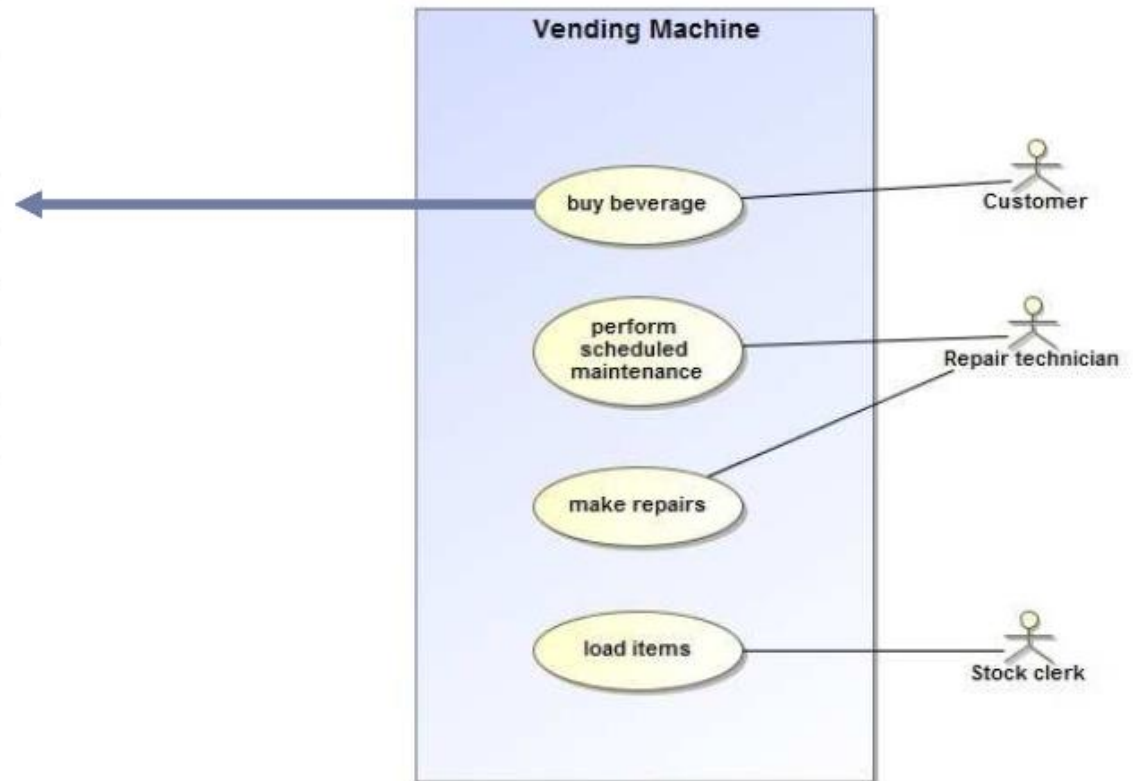 Vending Machine
buy beverage
Customer
perform
scheduled
maintenance
Repair technician
make repairs
load items
Stock clerk